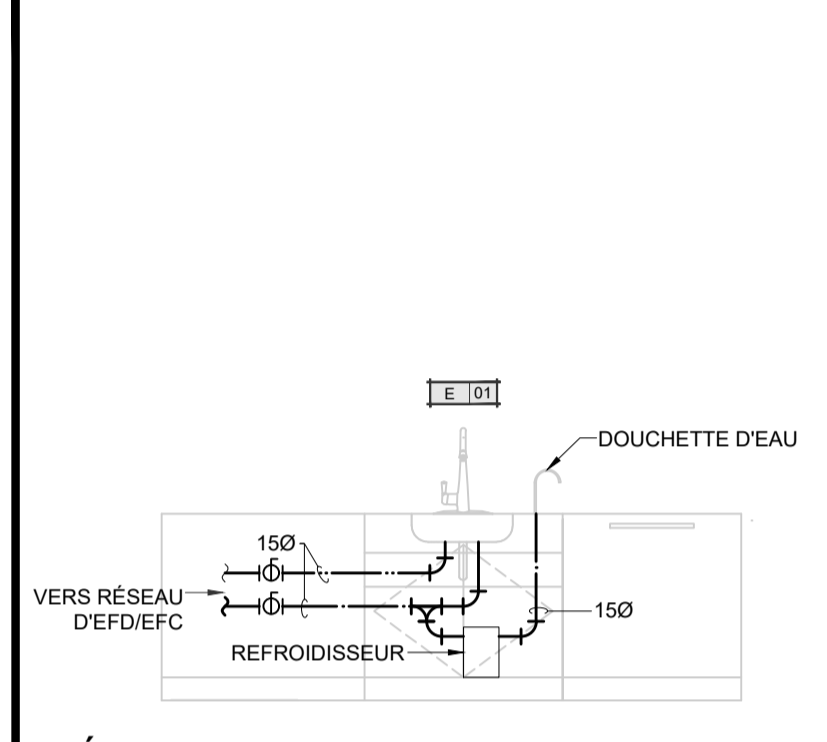 E 01
DOUCHETTE D'EAU
15Ø
VERS RÉSEAU
D'EFD/EFC
15Ø
REFROIDISSEUR